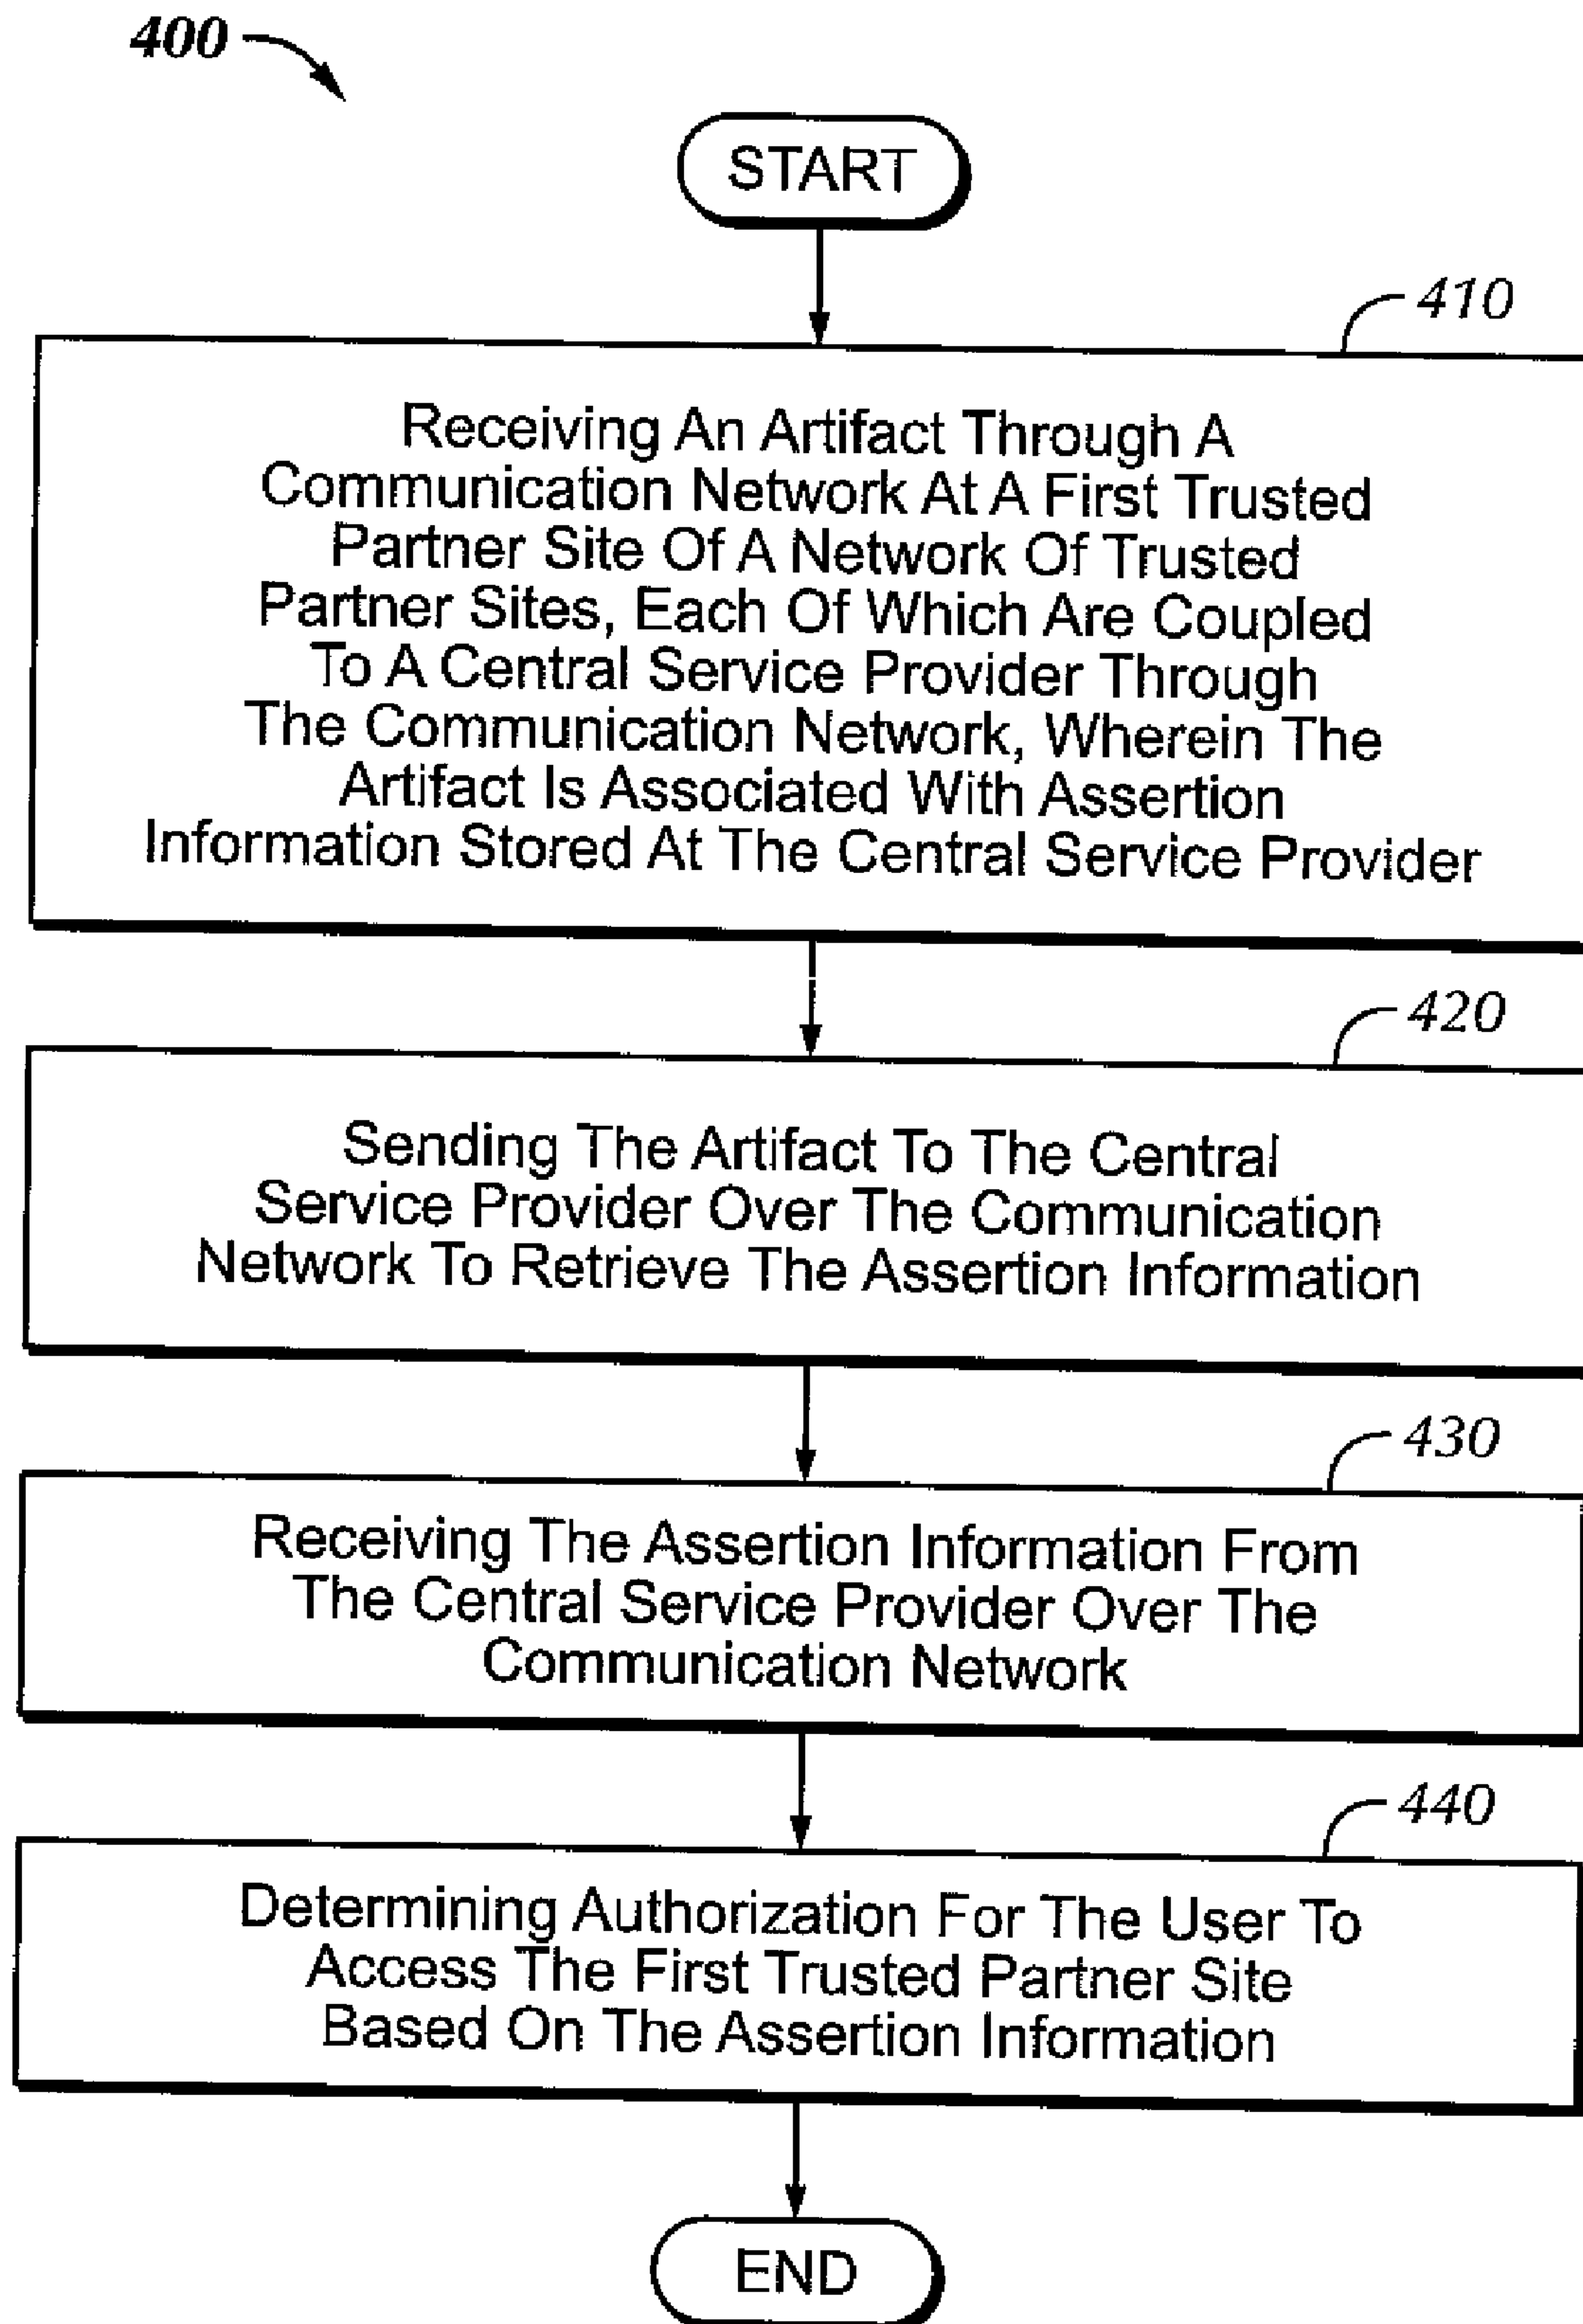 400
START
410
Receiving An Artifact Through A
Communication Network At A First Trusted
Partner Site Of A Network Of Trusted
Partner Sites, Each Of Which Are Coupled
To A Central Service Provider Through
The Communication Network, Wherein The
Artifact Is Associated With Assertion
Information Stored At The Central Service Provider
420
Sending The Artifact To The Central
Service Provider Over The Communication
Network To Retrieve The Assertion Information
430
Receiving The Assertion Information From
The Central Service Provider Over The
Communication Network
440
Determining Authorization For The User To
Access The First Trusted Partner Site
Based On The Assertion Information
END